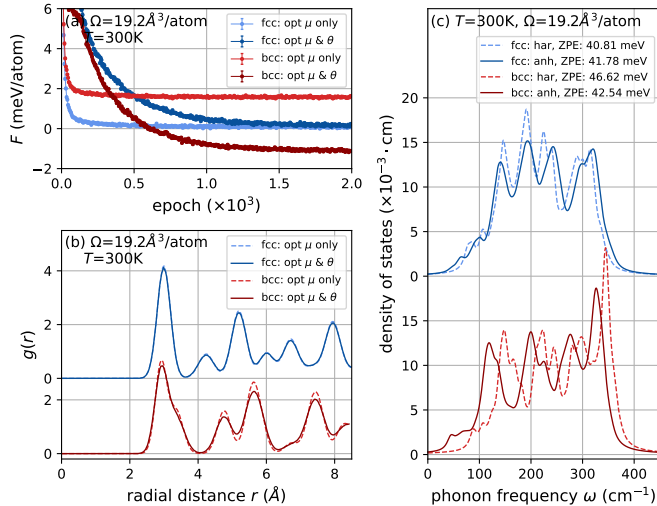 (a) Ω=19.2Å³/atom
T=300K
fcc: opt μ only
fcc: opt μ & θ
bcc: opt μ only
bcc: opt μ & θ
F (meV/atom)
6
4
2
0
−2
0.0
0.5
1.0
1.5
2.0
epoch (×10³)
(b) Ω=19.2Å³/atom
T=300K
fcc: opt μ only
fcc: opt μ & θ
bcc: opt μ only
bcc: opt μ & θ
g(r)
4
2
0
2
0
0
2
4
6
8
radial distance r (Å)
(c) T=300K, Ω=19.2Å³/atom
fcc: har, ZPE: 40.81 meV
fcc: anh, ZPE: 41.78 meV
bcc: har, ZPE: 46.62 meV
bcc: anh, ZPE: 42.54 meV
density of states (×10⁻³ · cm)
20
15
10
5
0
10
5
0
0
100
200
300
400
phonon frequency ω (cm⁻¹)